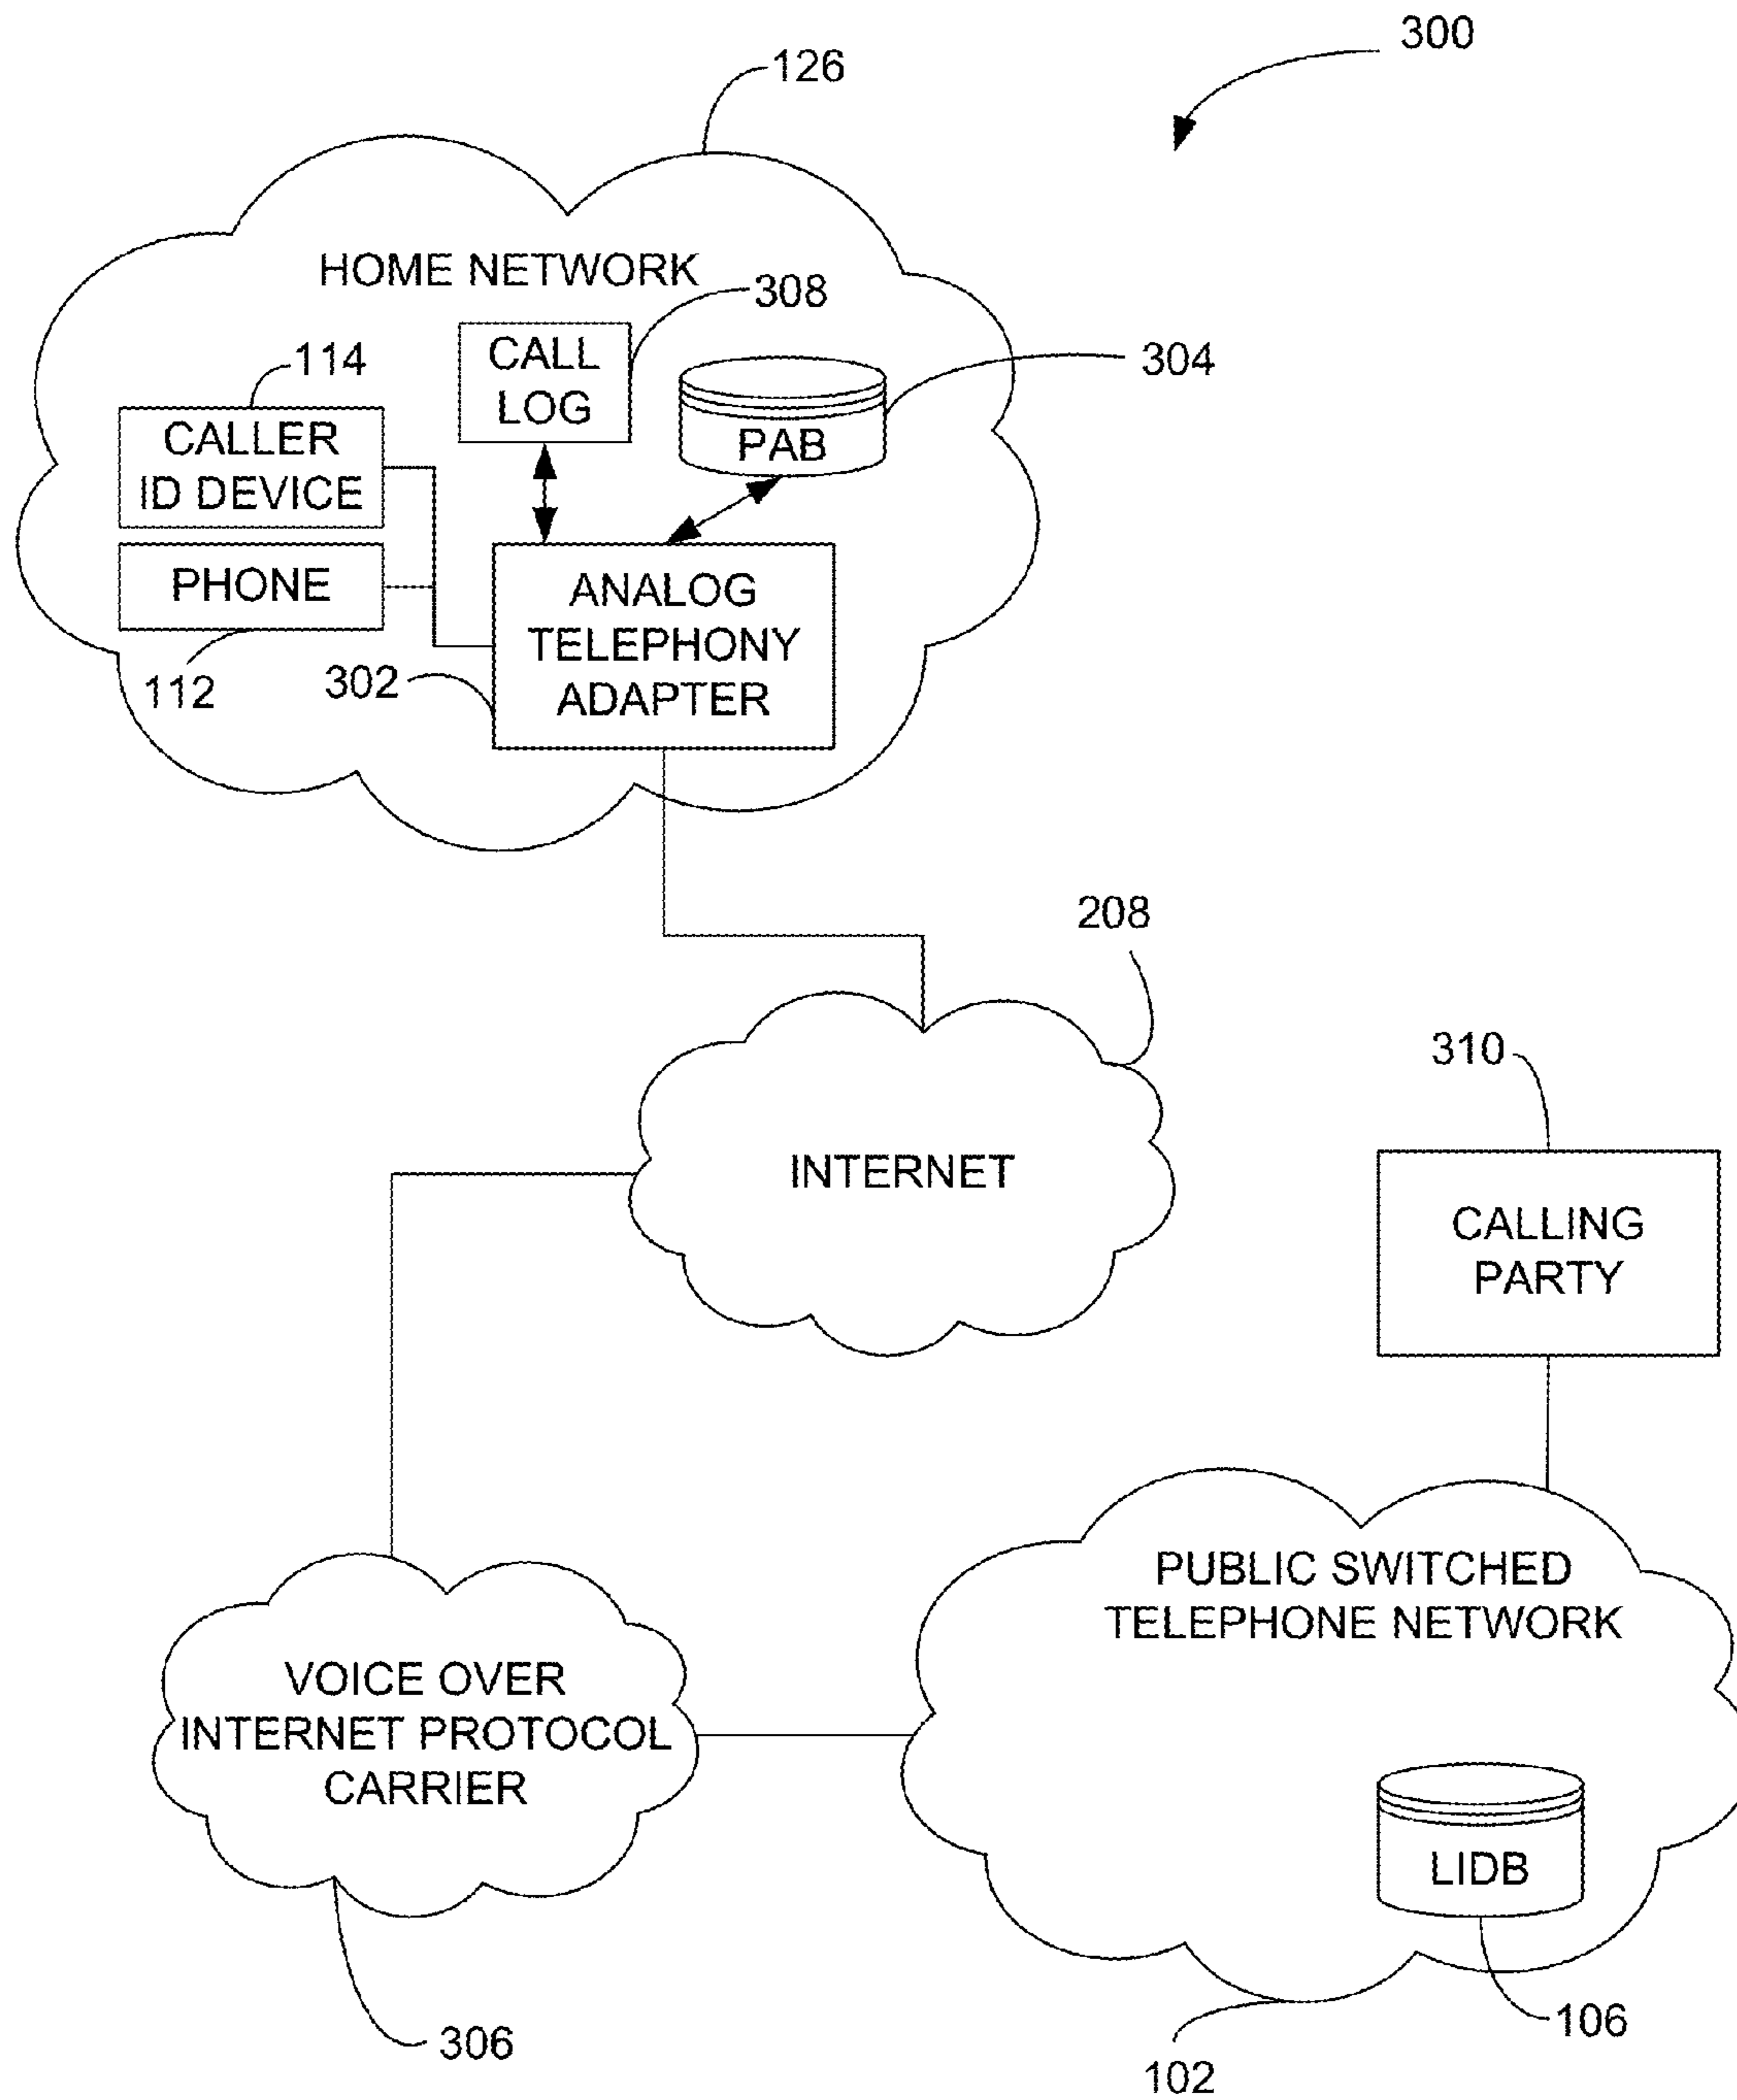 300
126
HOME NETWORK
308
CALL
LOG
304
114
PAB
CALLER
ID DEVICE
PHONE
ANALOG
TELEPHONY
ADAPTER
112
302
208
INTERNET
310
CALLING
PARTY
PUBLIC SWITCHED
TELEPHONE NETWORK
VOICE OVER
INTERNET PROTOCOL
CARRIER
LIDB
306
106
102